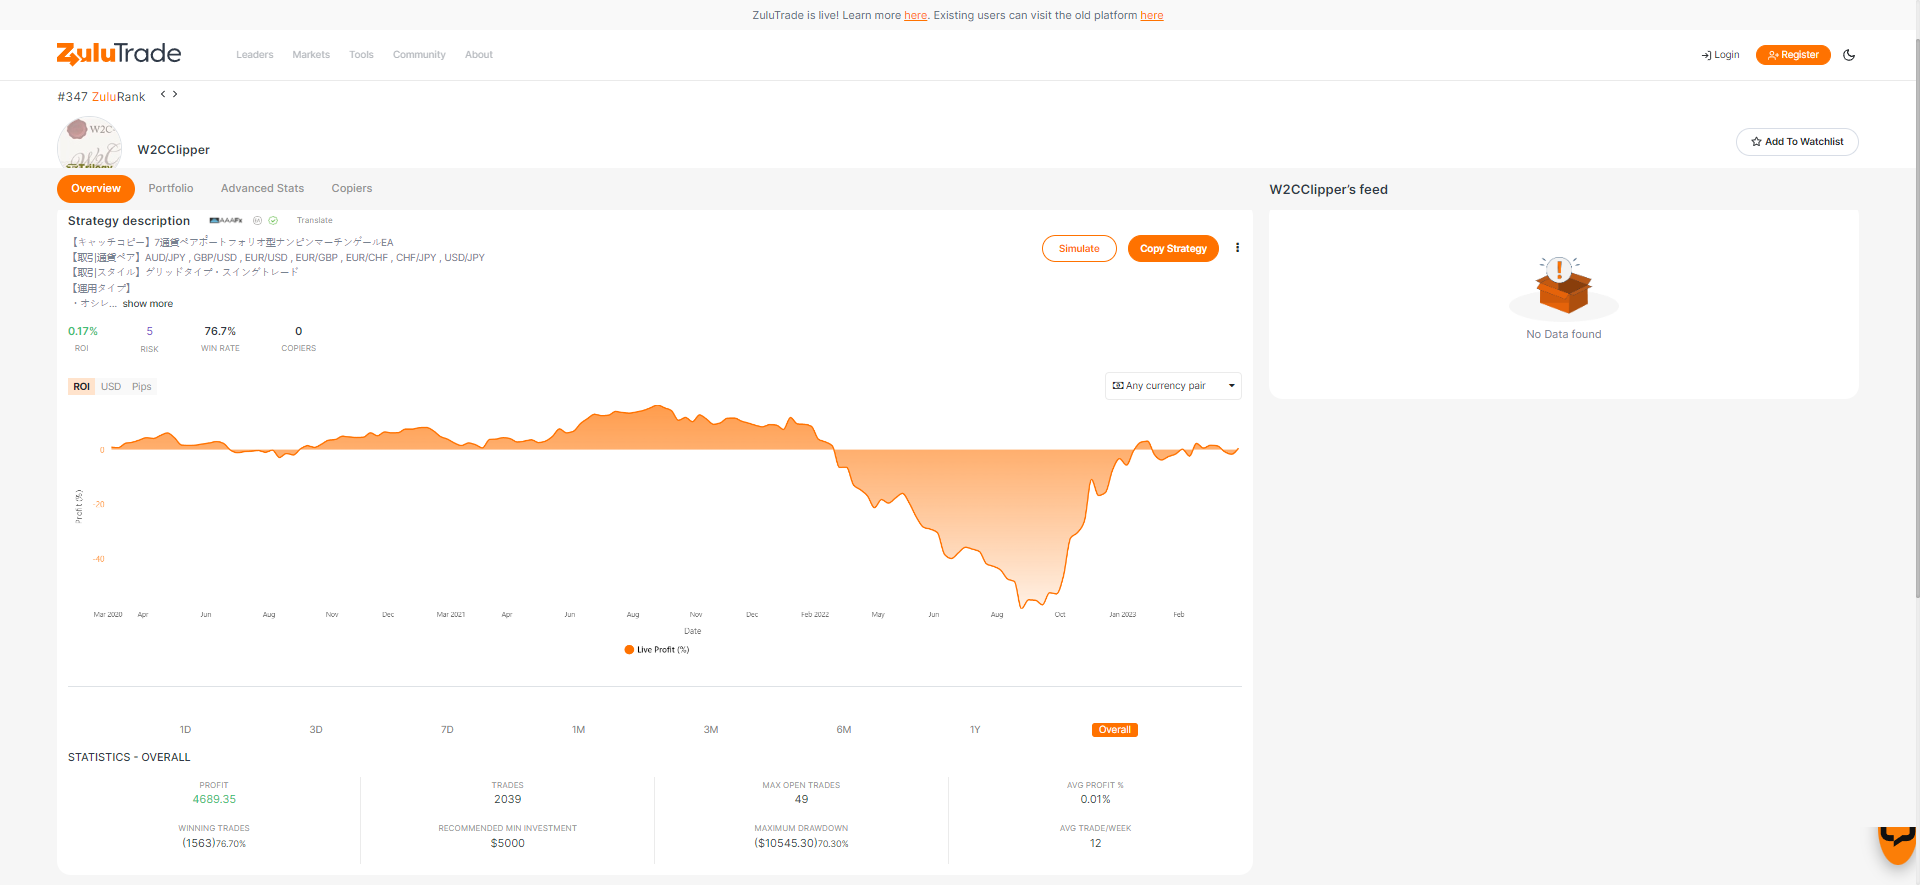 ZuluTrade is live! Learn more here. Existing users can visit the old platform here
ZuluTrade
Leaders Markets Tools Community About
Login Register
#347 ZuluRank
W2C
W2CClipper
Add To Watchlist
Overview Portfolio Advanced Stats Copiers
W2CClipper's feed
Strategy description AAAFx EA Translate
【キャッチコピー】7通貨ペアポートフォリオ型ナンピンマーチンゲールEA
【取引通貨ペア】AUD/JPY , GBP/USD , EUR/USD , EUR/GBP , EUR/CHF , CHF/JPY , USD/JPY
【取引スタイル】グリッドタイプ・スイングトレード
【運用タイプ】
・オシレ... show more
Simulate Copy Strategy
No Data found
0.17% 5 76.7% 0
ROI RISK WIN RATE COPIERS
ROI USD Pips
Any currency pair
0
-20
-40
Profit (%)
Mar 2020 Apr Jun Aug Nov Dec Mar 2021 Apr Jun Aug Nov Dec Feb 2022 May Jun Aug Oct Jan 2023 Feb
Date
Live Profit (%)
1D 3D 7D 1M 3M 6M 1Y Overall
STATISTICS - OVERALL
PROFIT TRADES MAX OPEN TRADES AVG PROFIT %
4689.35 2039 49 0.01%
WINNING TRADES RECOMMENDED MIN INVESTMENT MAXIMUM DRAWDOWN AVG TRADE/WEEK
(1563)76.70% $5000 ($10545.30)70.30% 12